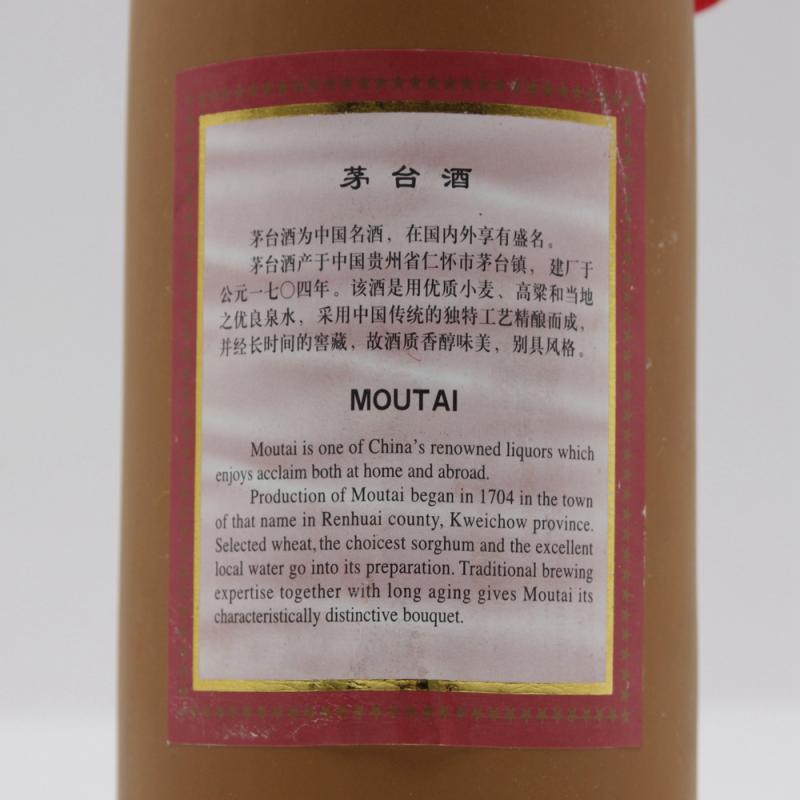 茅台酒
茅台酒为中国名酒，在国内外享有盛名。
茅台酒产于中国贵州省仁怀市茅台镇，建厂于
公元一七〇四年。该酒是用优质小麦、高粱和当地
之优良泉水，采用中国传统的独特工艺精酿而成，
并经长时间的窖藏，故酒质香醇味美，别具风格。
MOUTAI
Moutai is one of China's renowned liquors which
enjoys acclaim both at home and abroad.
Production of Moutai began in 1704 in the town
of that name in Renhuai county, Kweichow province.
Selected wheat, the choicest sorghum and the excellent
local water go into its preparation. Traditional brewing
expertise together with long aging gives Moutai its
characteristically distinctive bouquet.